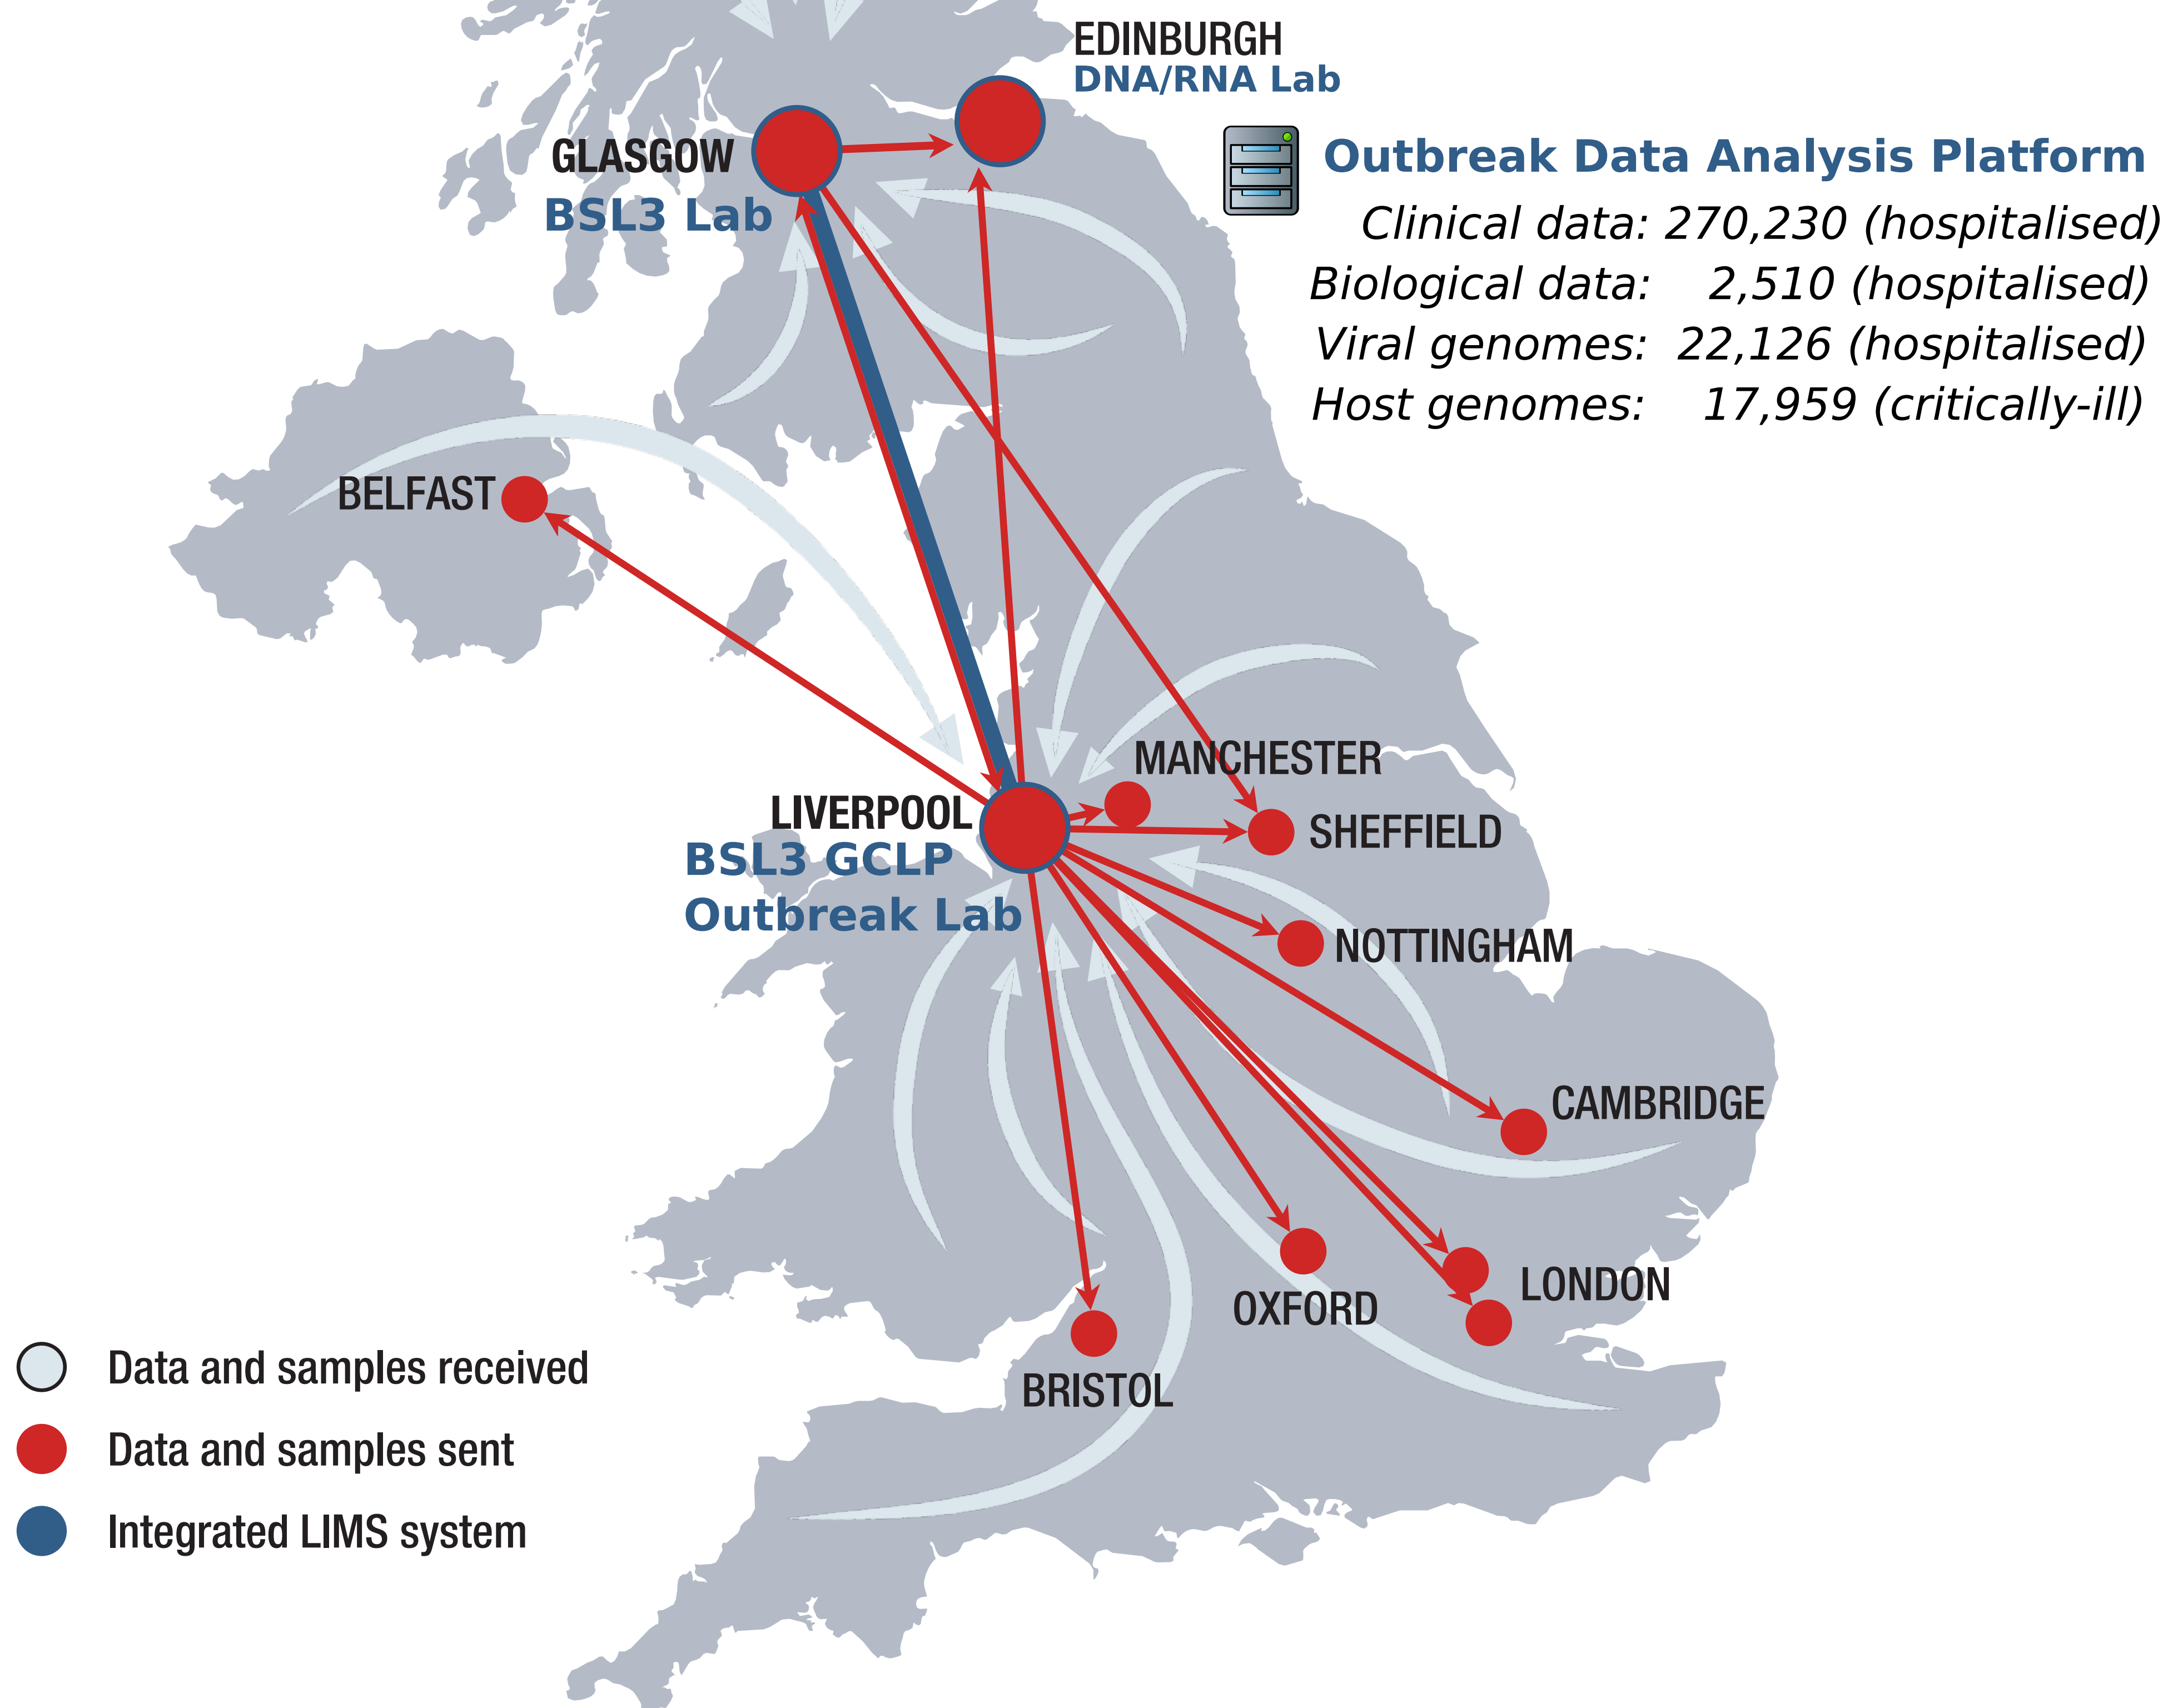 EDINBURGH
DNA/RNA Lab
GLASGOW
BSL3 Lab
Outbreak Data Analysis Platform
Clinical data: 270,230 (hospitalised)
Biological data: 2,510 (hospitalised)
Viral genomes: 22,126 (hospitalised)
Host genomes: 17,959 (critically-ill)
BELFAST
MANCHESTER
LIVERPOOL
BSL3 GCLP
Outbreak Lab
SHEFFIELD
NOTTINGHAM
CAMBRIDGE
LONDON
OXFORD
BRISTOL
Data and samples received
Data and samples sent
Integrated LIMS system